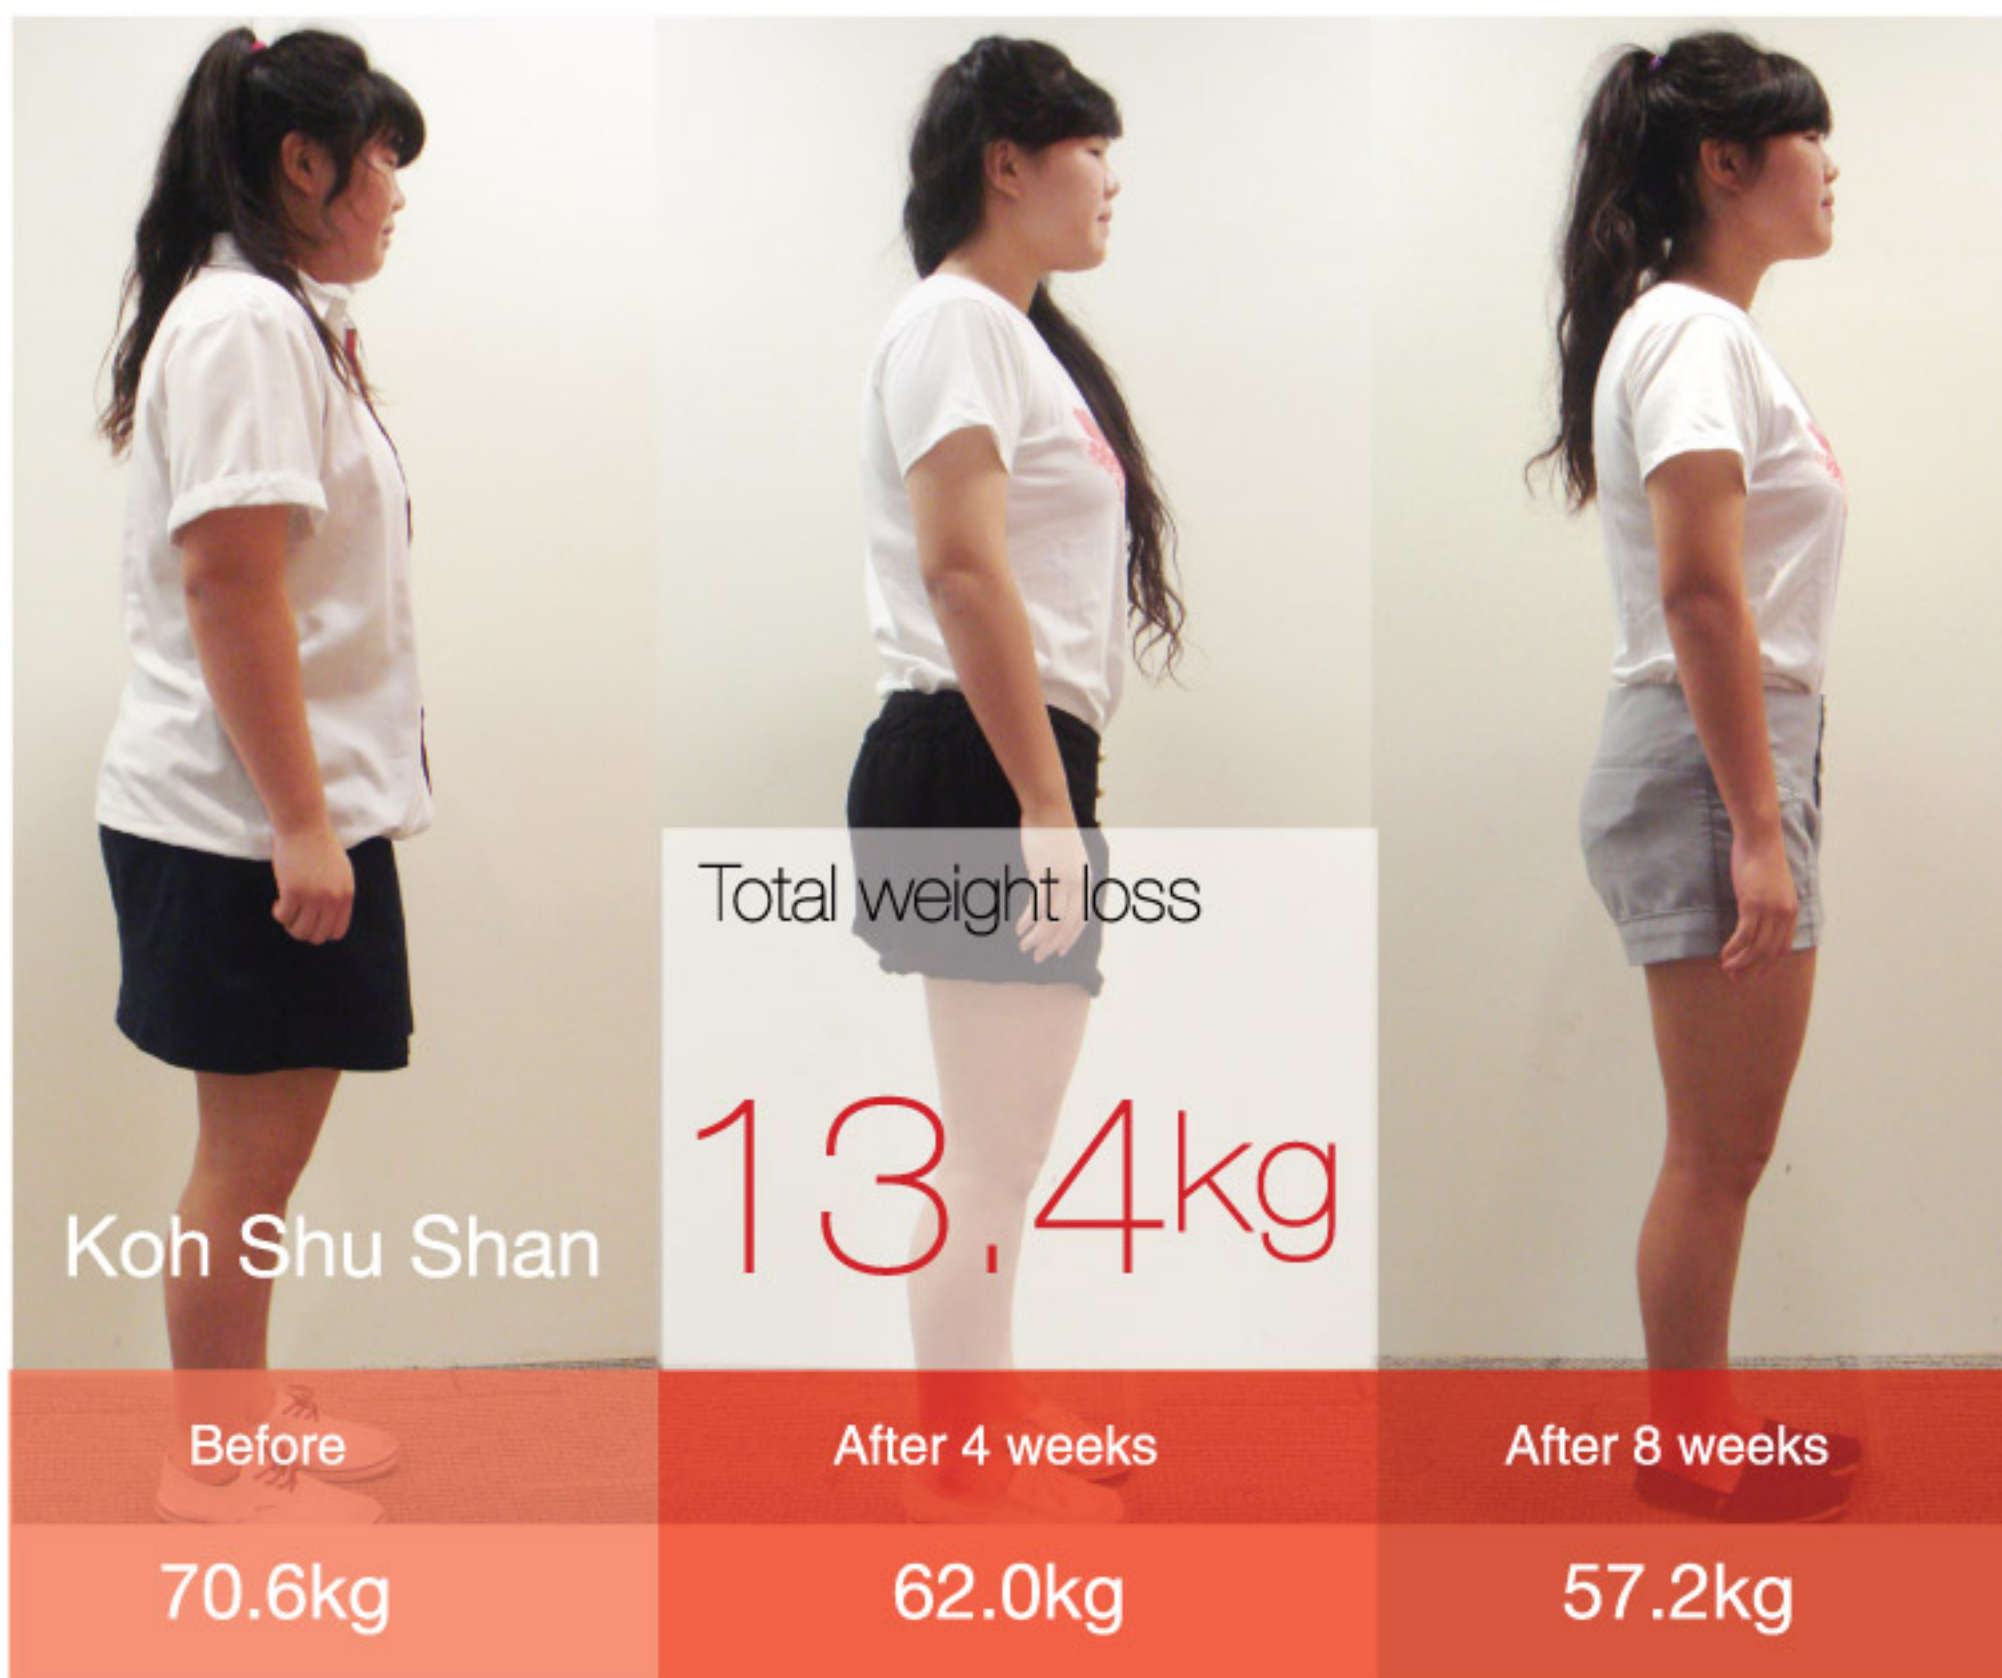 Koh Shu Shan
Total weight loss
13.4kg
Before
After 4 weeks
After 8 weeks
70.6kg
62.0kg
57.2kg